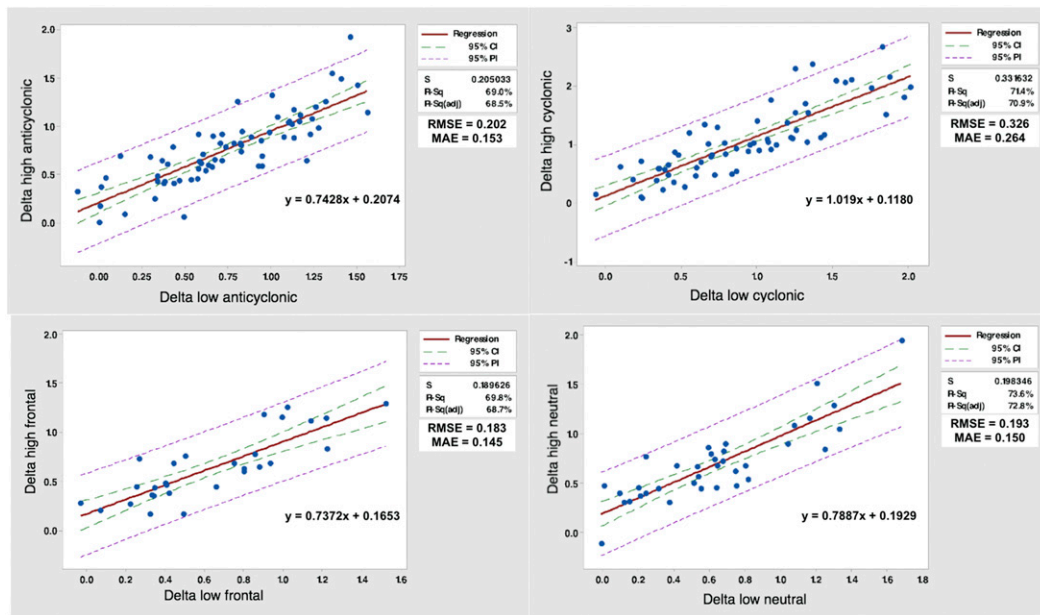 2.0
1.5
1.0
0.5
0.0
Delta high anticyclonic
0.00
0.25
0.50
0.75
1.00
1.25
1.50
1.75
Delta low anticyclonic
y = 0.7428x + 0.2074
Regression
95% CI
95% PI
S 0.205033
R-Sq 69.0%
R-Sq(adj) 68.5%
RMSE = 0.202
MAE = 0.153
3
2
1
0
-1
Delta high cyclonic
0.0
0.5
1.0
1.5
2.0
Delta low cyclonic
y = 1.019x + 0.1180
Regression
95% CI
95% PI
S 0.331632
R-Sq 71.4%
R-Sq(adj) 70.9%
RMSE = 0.326
MAE = 0.264
2.0
1.5
1.0
0.5
0.0
Delta high frontal
0.0
0.2
0.4
0.6
0.8
1.0
1.2
1.4
1.6
Delta low frontal
y = 0.7372x + 0.1653
Regression
95% CI
95% PI
S 0.189626
R-Sq 69.8%
R-Sq(adj) 68.7%
RMSE = 0.183
MAE = 0.145
2.0
1.5
1.0
0.5
0.0
Delta high neutral
0.0
0.2
0.4
0.6
0.8
1.0
1.2
1.4
1.6
1.8
Delta low neutral
y = 0.7887x + 0.1929
Regression
95% CI
95% PI
S 0.198346
R-Sq 73.6%
R-Sq(adj) 72.8%
RMSE = 0.193
MAE = 0.150